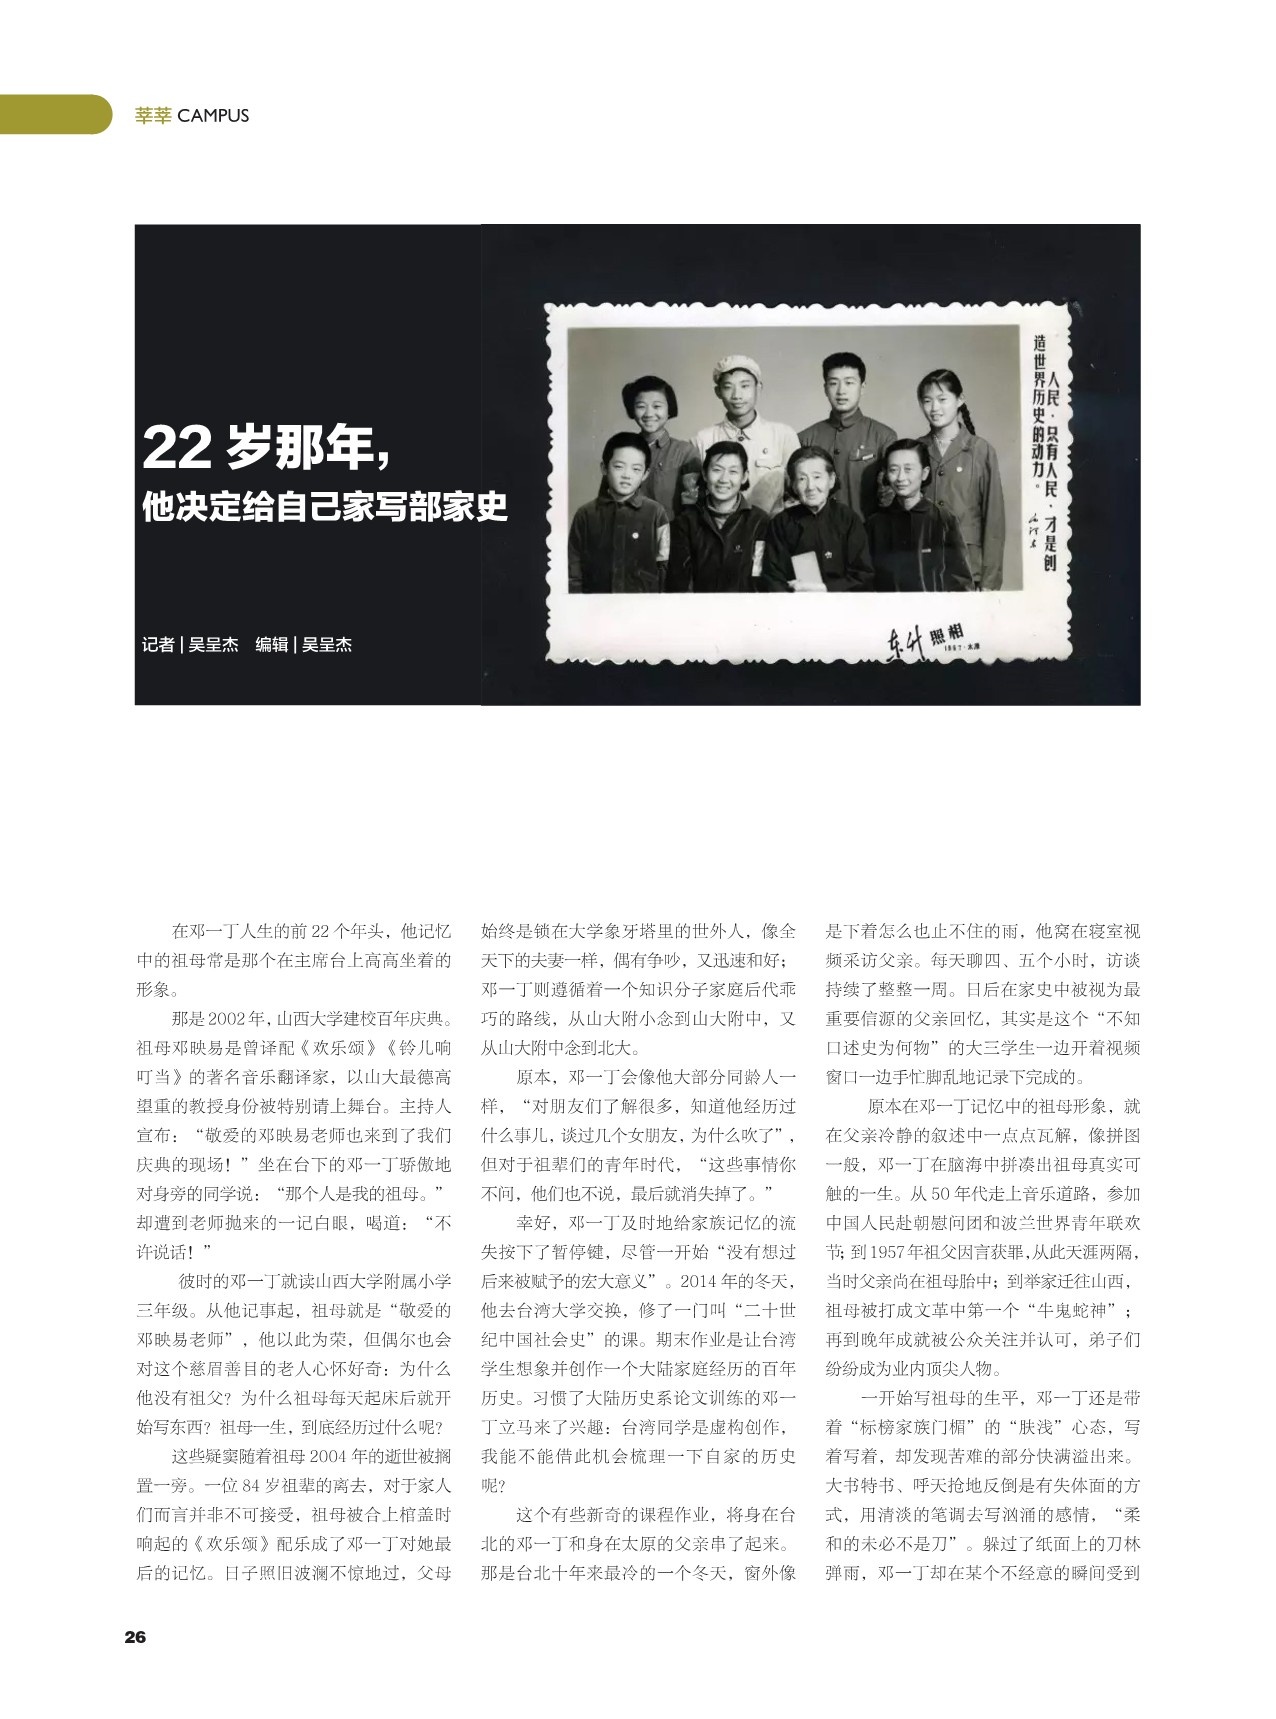 莘莘 CAMPUS
22 岁那年，
他决定给自己家写部家史
记者 | 吴呈杰　编辑 | 吴呈杰
人民，只有人民，才是创
造世界历史的动力。
毛泽东
东升 照相
1967·太原
在邓一丁人生的前 22 个年头，他记忆
中的祖母常是那个在主席台上高高坐着的
形象。
那是 2002 年，山西大学建校百年庆典。
祖母邓映易是曾译配《欢乐颂》《铃儿响
叮当》的著名音乐翻译家，以山大最德高
望重的教授身份被特别请上舞台。主持人
宣布：“敬爱的邓映易老师也来到了我们
庆典的现场！”坐在台下的邓一丁骄傲地
对身旁的同学说：“那个人是我的祖母。”
却遭到老师抛来的一记白眼，喝道：“不
许说话！”
彼时的邓一丁就读山西大学附属小学
三年级。从他记事起，祖母就是“敬爱的
邓映易老师”，他以此为荣，但偶尔也会
对这个慈眉善目的老人心怀好奇：为什么
他没有祖父？为什么祖母每天起床后就开
始写东西？祖母一生，到底经历过什么呢？
这些疑窦随着祖母 2004 年的逝世被搁
置一旁。一位 84 岁祖辈的离去，对于家人
们而言并非不可接受，祖母被合上棺盖时
响起的《欢乐颂》配乐成了邓一丁对她最
后的记忆。日子照旧波澜不惊地过，父母
始终是锁在大学象牙塔里的世外人，像全
天下的夫妻一样，偶有争吵，又迅速和好；
邓一丁则遵循着一个知识分子家庭后代乖
巧的路线，从山大附小念到山大附中，又
从山大附中念到北大。
原本，邓一丁会像他大部分同龄人一
样，“对朋友们了解很多，知道他经历过
什么事儿，谈过几个女朋友，为什么吹了”，
但对于祖辈们的青年时代，“这些事情你
不问，他们也不说，最后就消失掉了。”
幸好，邓一丁及时地给家族记忆的流
失按下了暂停键，尽管一开始“没有想过
后来被赋予的宏大意义”。2014 年的冬天，
他去台湾大学交换，修了一门叫“二十世
纪中国社会史”的课。期末作业是让台湾
学生想象并创作一个大陆家庭经历的百年
历史。习惯了大陆历史系论文训练的邓一
丁立马来了兴趣：台湾同学是虚构创作，
我能不能借此机会梳理一下自家的历史
呢？
这个有些新奇的课程作业，将身在台
北的邓一丁和身在太原的父亲串了起来。
那是台北十年来最冷的一个冬天，窗外像
是下着怎么也止不住的雨，他窝在寝室视
频采访父亲。每天聊四、五个小时，访谈
持续了整整一周。日后在家史中被视为最
重要信源的父亲回忆，其实是这个“不知
口述史为何物”的大三学生一边开着视频
窗口一边手忙脚乱地记录下完成的。
原本在邓一丁记忆中的祖母形象，就
在父亲冷静的叙述中一点点瓦解，像拼图
一般，邓一丁在脑海中拼凑出祖母真实可
触的一生。从 50 年代走上音乐道路，参加
中国人民赴朝慰问团和波兰世界青年联欢
节；到 1957 年祖父因言获罪，从此天涯两隔，
当时父亲尚在祖母胎中；到举家迁往山西，
祖母被打成文革中第一个“牛鬼蛇神”；
再到晚年成就被公众关注并认可，弟子们
纷纷成为业内顶尖人物。
一开始写祖母的生平，邓一丁还是带
着“标榜家族门楣”的“肤浅”心态，写
着写着，却发现苦难的部分快满溢出来。
大书特书、呼天抢地反倒是有失体面的方
式，用清淡的笔调去写汹涌的感情，“柔
和的未必不是刀”。躲过了纸面上的刀林
弹雨，邓一丁却在某个不经意的瞬间受到
26